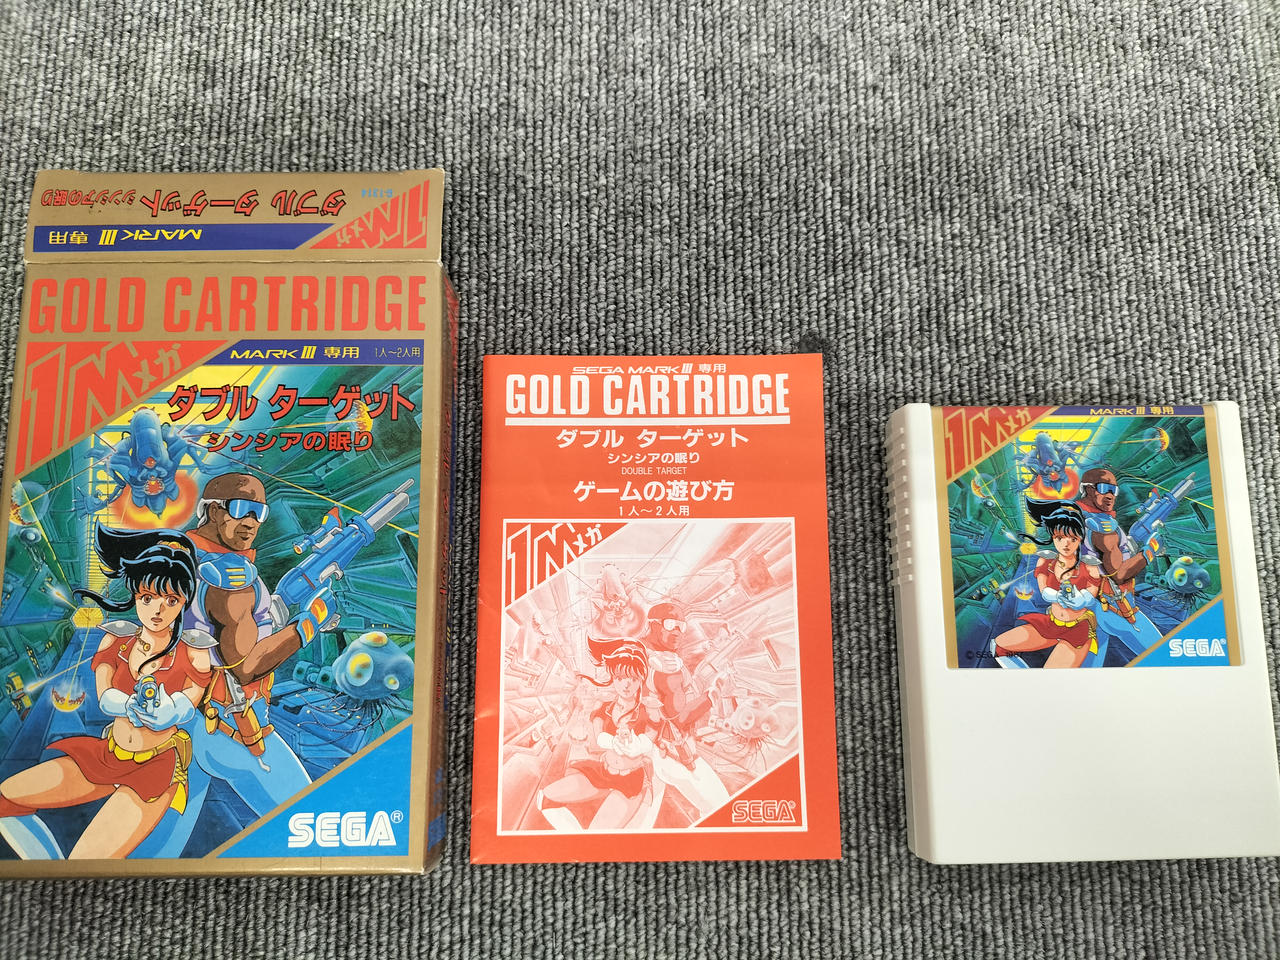 ダブル ターゲット シンシアの眠り
G-1314
MARK III 専用
1Mメガ
GOLD CARTRIDGE
1Mメガ
MARK III 専用 1人~2人用
ダブル ターゲット
シンシアの眠り
SEGA®
SEGA MARK III 専用
GOLD CARTRIDGE
ダブル ターゲット
シンシアの眠り
DOUBLE TARGET
ゲームの遊び方
1人~2人用
1Mメガ
SEGA®
1Mメガ
MARK III 専用
SEGA®